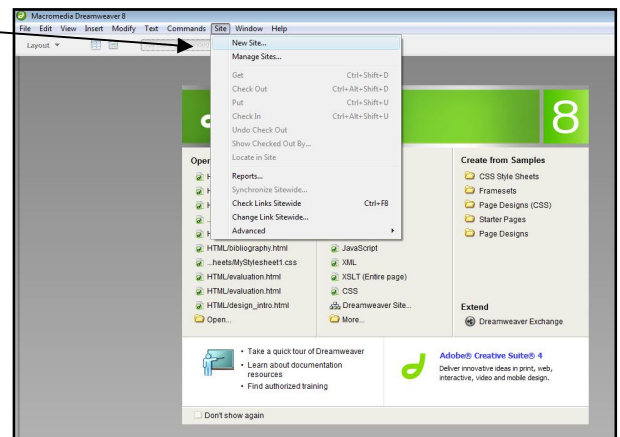 Macromedia Dreamweaver 8
File Edit View Insert Modify Text Commands Site Window Help
Layout
New Site...
Manage Sites...
Get Ctrl+Shift+D
Check Out Ctrl+Alt+Shift+D
Put Ctrl+Shift+U
Check In Ctrl+Alt+Shift+U
Undo Check Out
Show Checked Out By...
Locate in Site
Reports...
Synchronize Sitewide...
Check Links Sitewide Ctrl+F8
Change Link Sitewide...
Advanced
8
HTML/bibliography.html
...heets/MyStylesheet1.css
HTML/evaluation.html
HTML/evaluation.html
HTML/design_intro.html
Open...
JavaScript
XML
XSLT (Entire page)
CSS
Dreamweaver Site...
More...
Create from Samples
CSS Style Sheets
Framesets
Page Designs (CSS)
Starter Pages
Page Designs
Extend
Dreamweaver Exchange
• Take a quick tour of Dreamweaver
• Learn about documentation
resources
• Find authorized training
Adobe® Creative Suite® 4
Deliver innovative ideas in print, web,
interactive, video and mobile design.
Don't show again